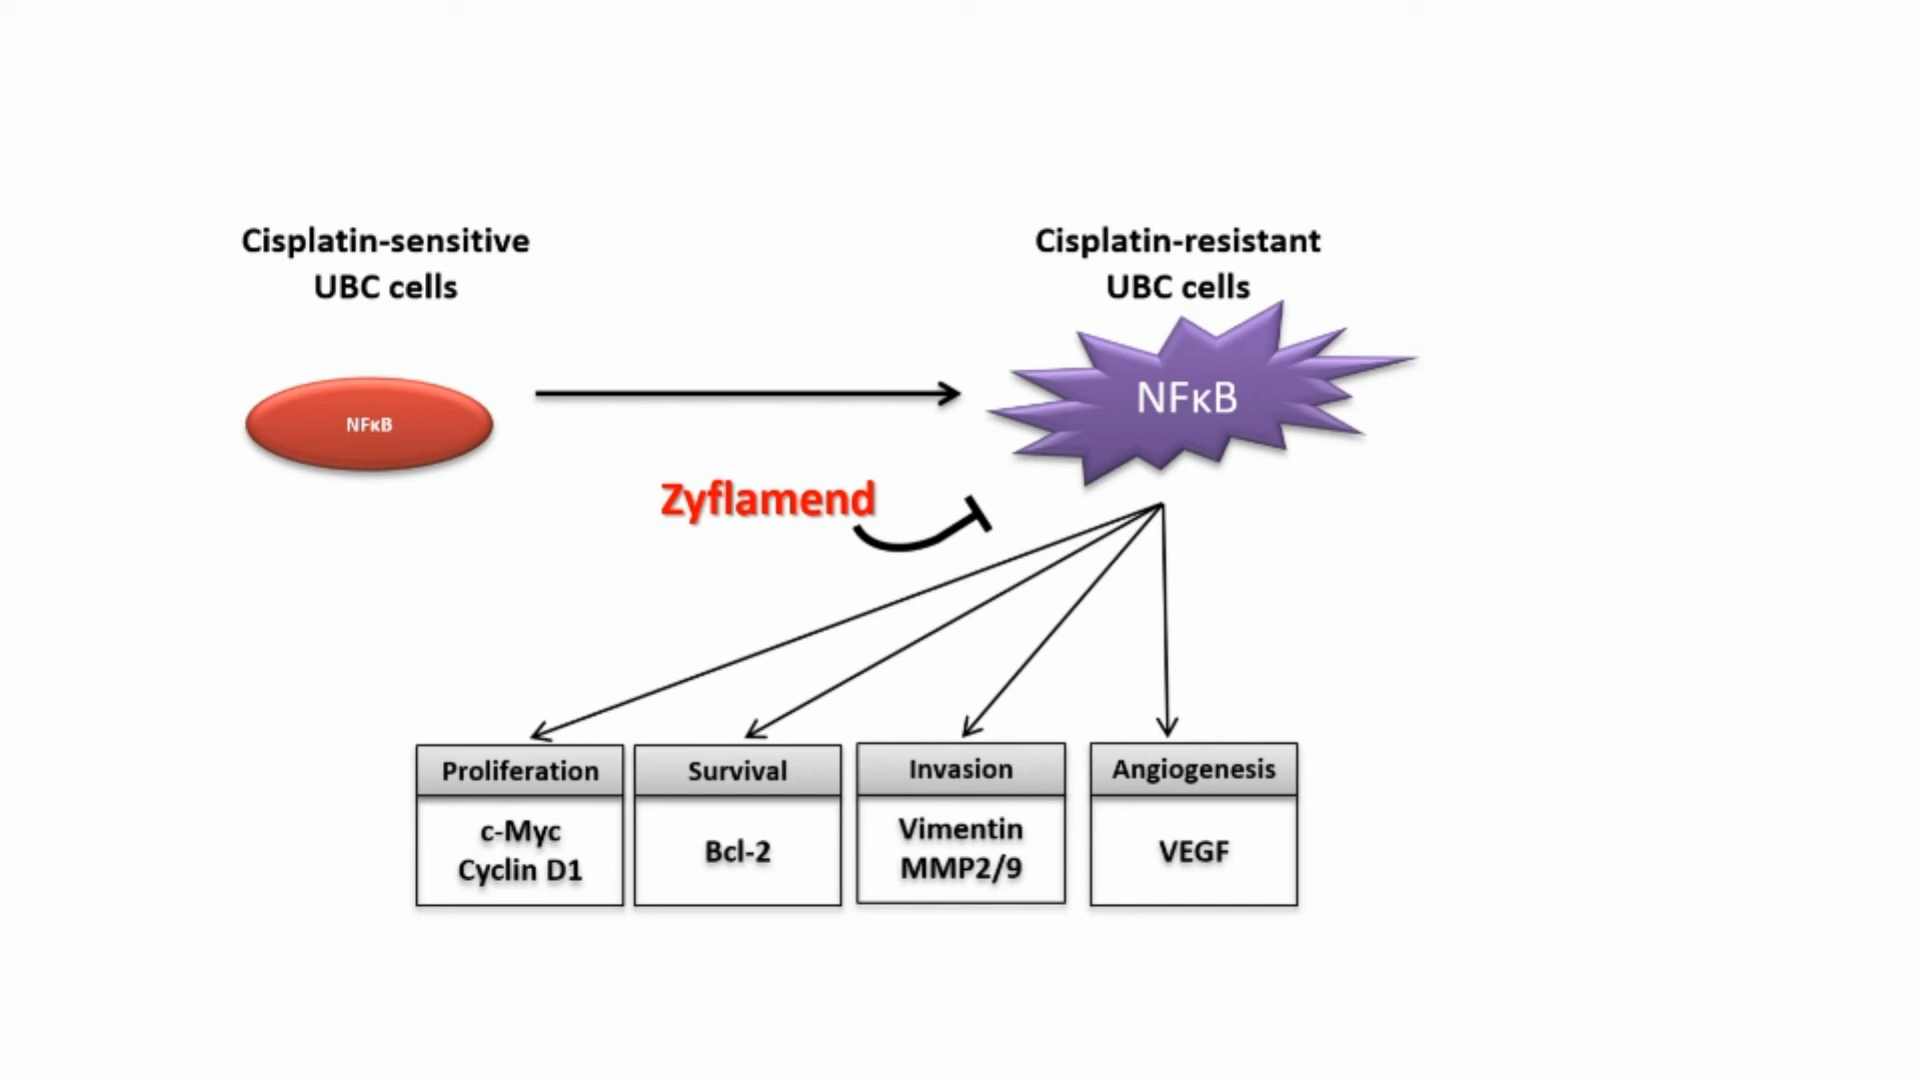 Cisplatin-sensitive
UBC cells
Cisplatin-resistant
UBC cells
NFκB
NFκB
Zyflamend
Proliferation
c-Myc
Cyclin D1
Survival
Bcl-2
Invasion
Vimentin
MMP2/9
Angiogenesis
VEGF